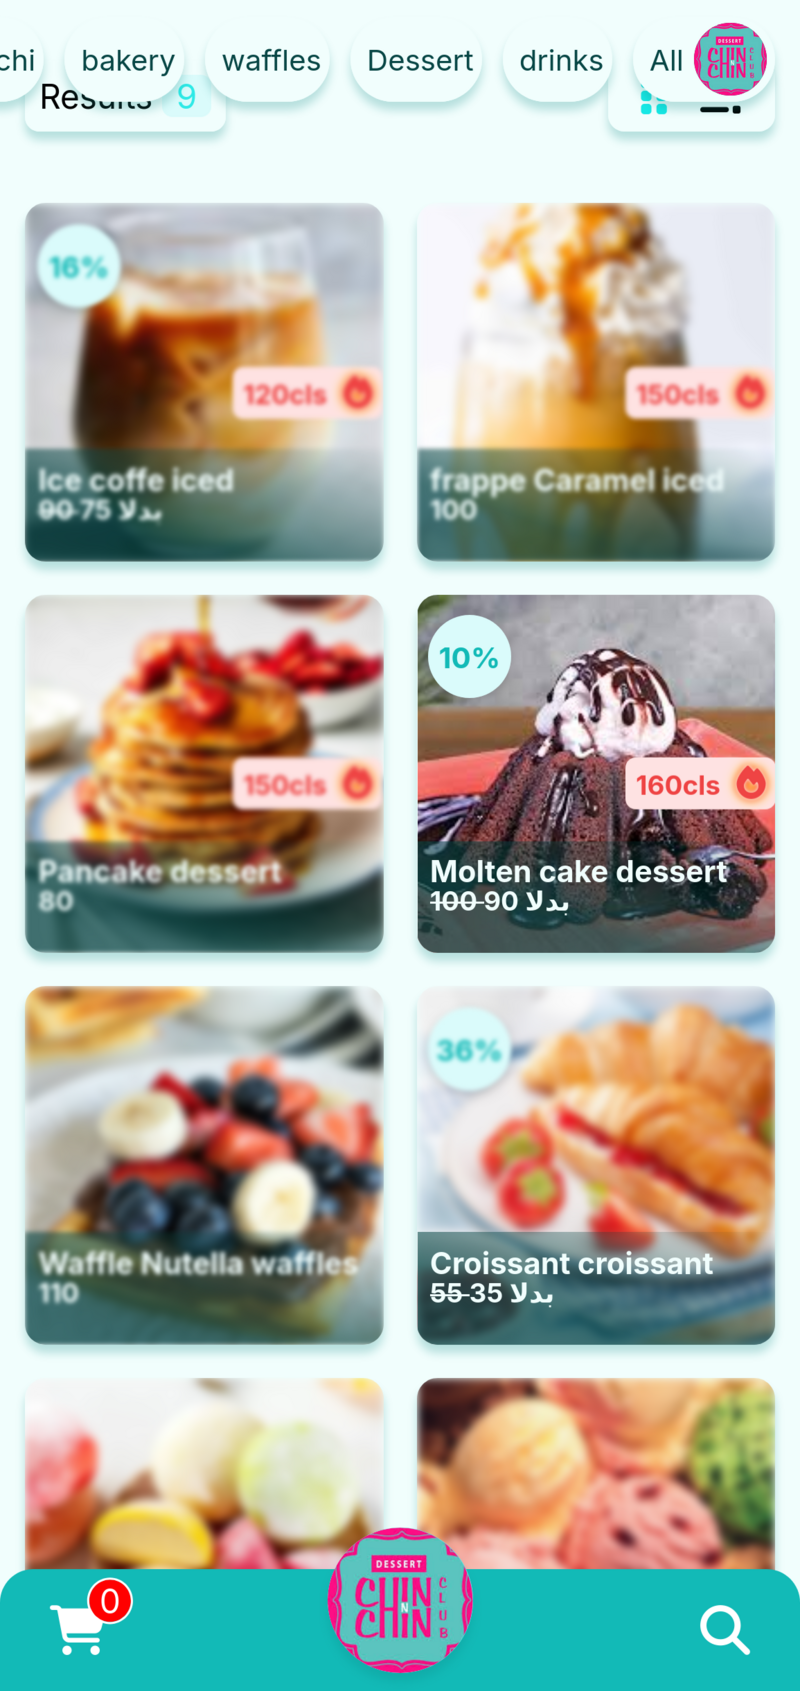 chi bakery waffles Dessert drinks All DESSERT CHIN N CHIN CLUB
Results 9
16%
120cls
Ice coffe iced
90 75 بدلا
150cls
frappe Caramel iced
100
150cls
Pancake dessert
80
10%
160cls
Molten cake dessert
100 90 بدلا
Waffle Nutella waffles
110
36%
Croissant croissant
55 35 بدلا
0
DESSERT
CHIN N CHIN CLUB